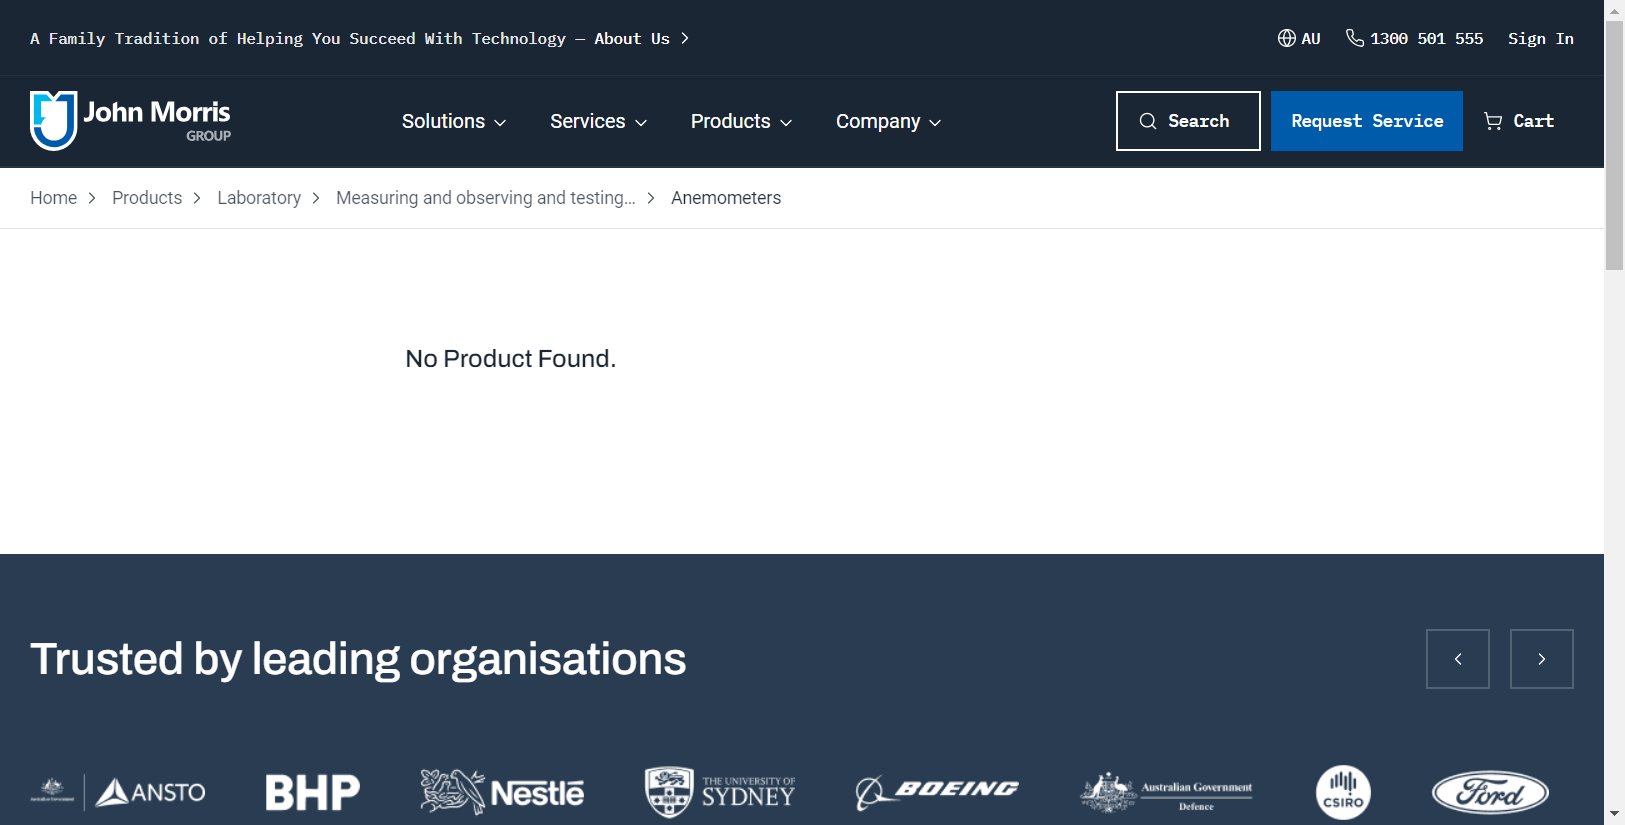 A Family Tradition of Helping You Succeed With Technology — About Us
AU
1300 501 555
Sign In
John Morris
GROUP
Solutions
Services
Products
Company
Search
Request Service
Cart
Home
Products
Laboratory
Measuring and observing and testing...
Anemometers
No Product Found.
Trusted by leading organisations
ANSTO
BHP
Nestlé
THE UNIVERSITY OF
SYDNEY
BOEING
Australian Government
Defence
CSIRO
Ford